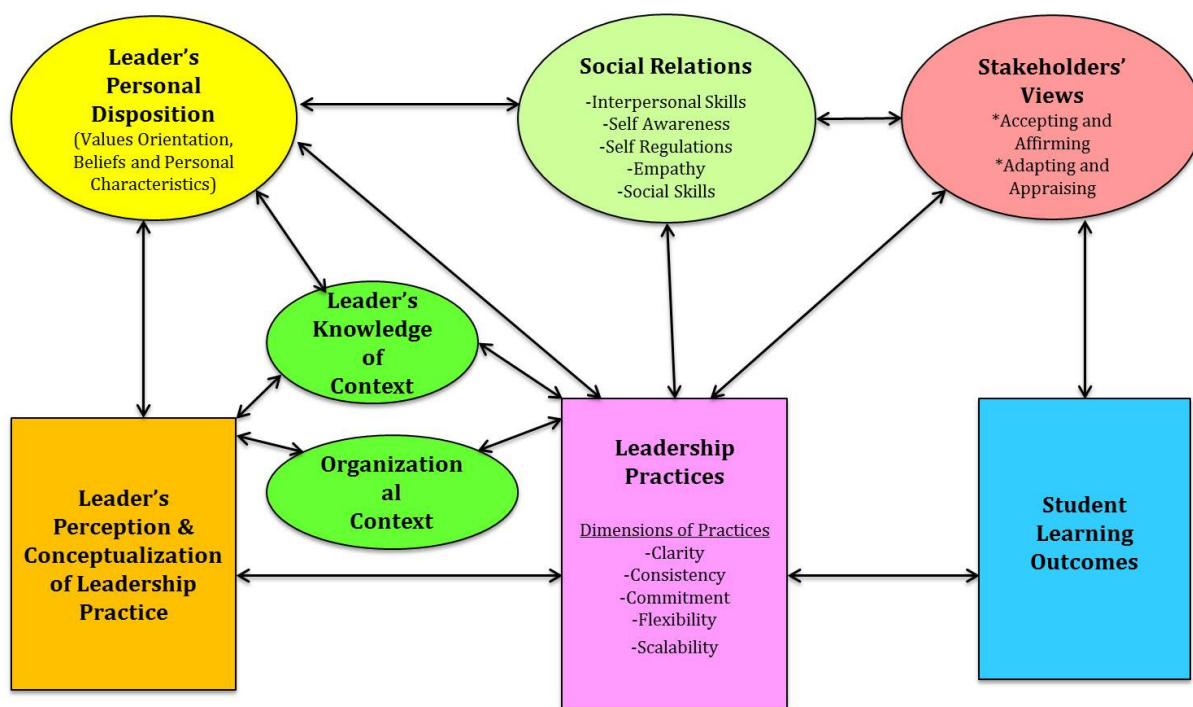 Leader’s
Personal
Disposition
(Values Orientation,
Beliefs and Personal
Characteristics)
Social Relations
-Interpersonal Skills
-Self Awareness
-Self Regulations
-Empathy
-Social Skills
Stakeholders’
Views
*Accepting and
Affirming
*Adapting and
Appraising
Leader’s
Knowledge
of
Context
Organization
al
Context
Leader’s
Perception &
Conceptualization
of Leadership
Practice
Leadership
Practices
Dimensions of Practices
-Clarity
-Consistency
-Commitment
-Flexibility
-Scalability
Student
Learning
Outcomes